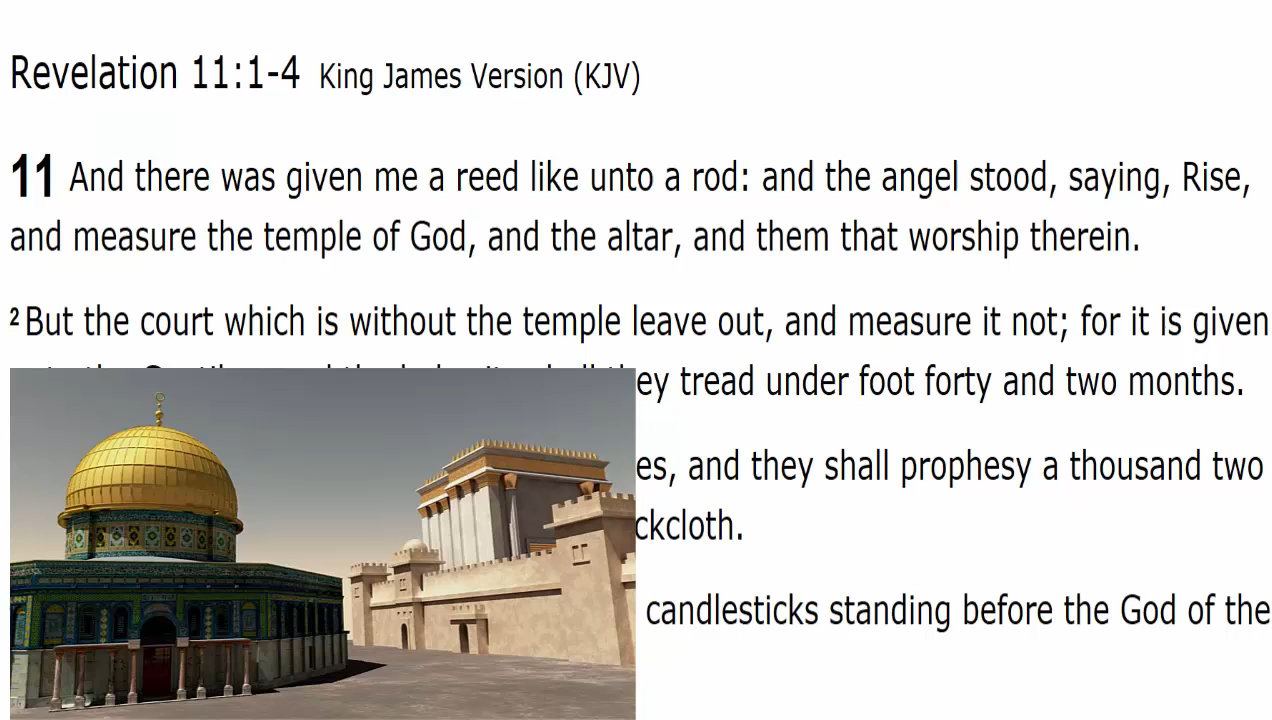 Revelation 11:1-4 King James Version (KJV)
11 And there was given me a reed like unto a rod: and the angel stood, saying, Rise,
and measure the temple of God, and the altar, and them that worship therein.
2 But the court which is without the temple leave out, and measure it not; for it is given
tread under foot forty and two months.
and they shall prophesy a thousand two
candlesticks standing before the God of the